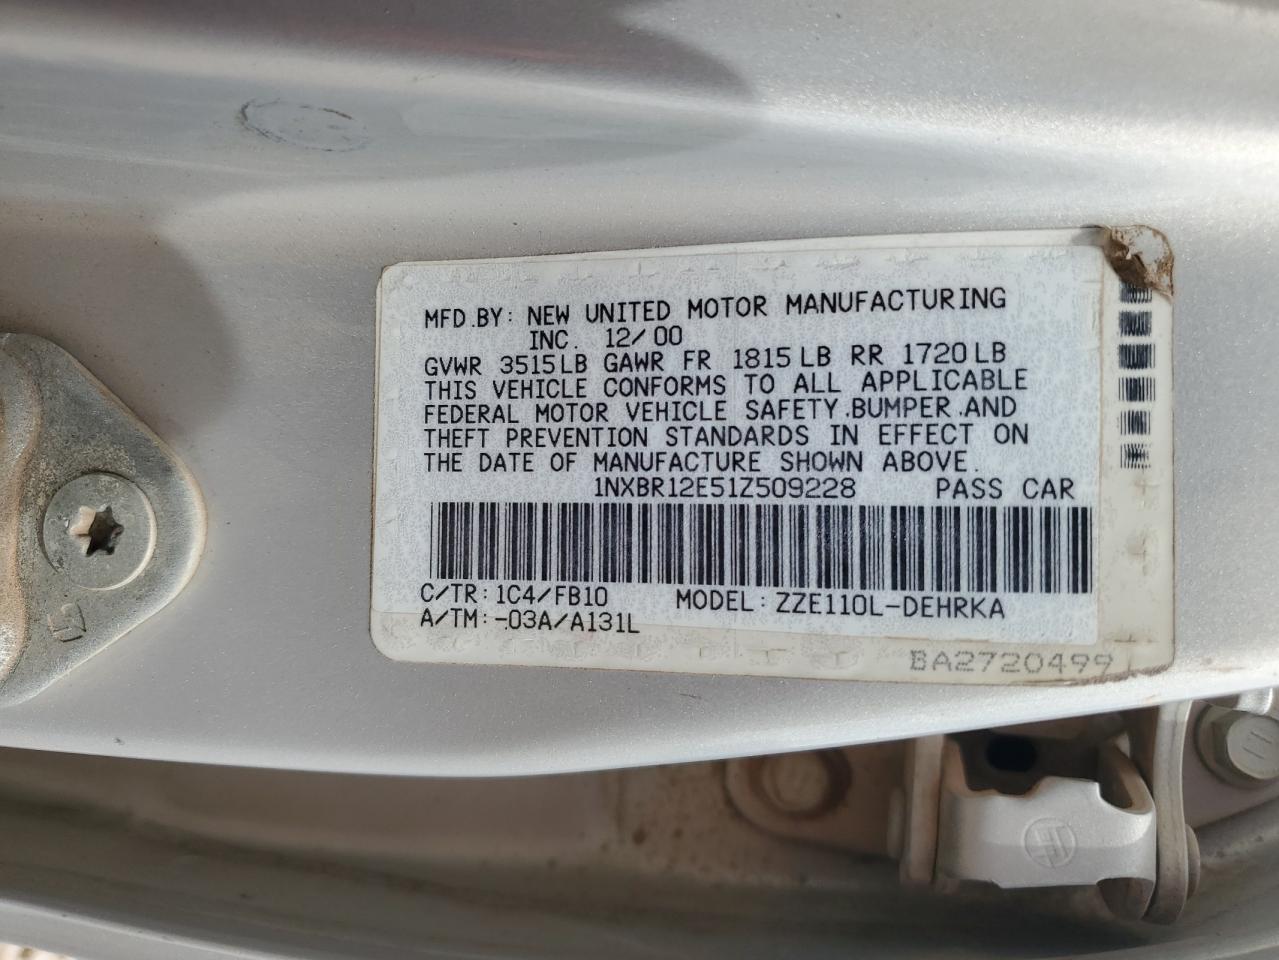 MFD.BY: NEW UNITED MOTOR MANUFACTURING
INC. 12/00
GVWR 3515LB GAWR FR 1815LB RR 1720LB
THIS VEHICLE CONFORMS TO ALL APPLICABLE
FEDERAL MOTOR VEHICLE SAFETY.BUMPER.AND
THEFT PREVENTION STANDARDS IN EFFECT ON
THE DATE OF MANUFACTURE SHOWN ABOVE.
1NXBR12E51Z509228 PASS CAR
C/TR: 1C4/FB10 MODEL: ZZE110L-DEHRKA
A/TM: -03A/A131L
BA2720499